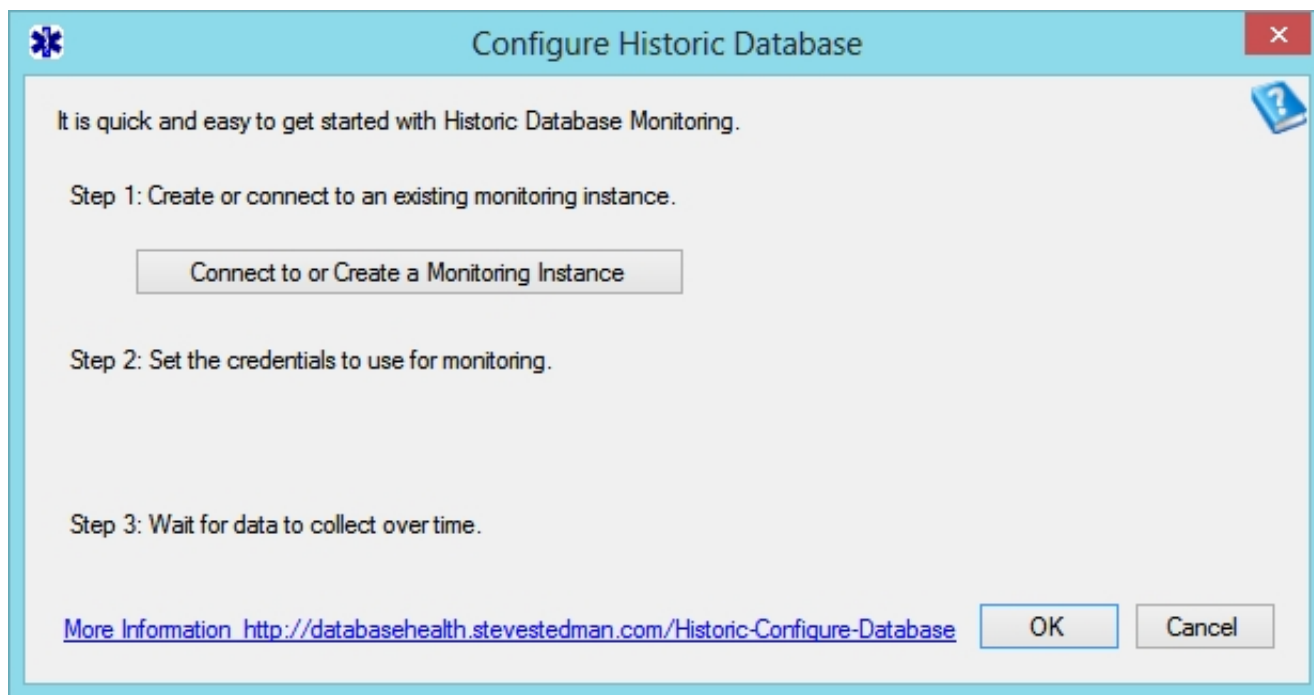 Configure Historic Database
It is quick and easy to get started with Historic Database Monitoring.
Step 1: Create or connect to an existing monitoring instance.
Connect to or Create a Monitoring Instance
Step 2: Set the credentials to use for monitoring.
Step 3: Wait for data to collect over time.
More Information http://databasehealth.stevestedman.com/Historic-Configure-Database
OK
Cancel